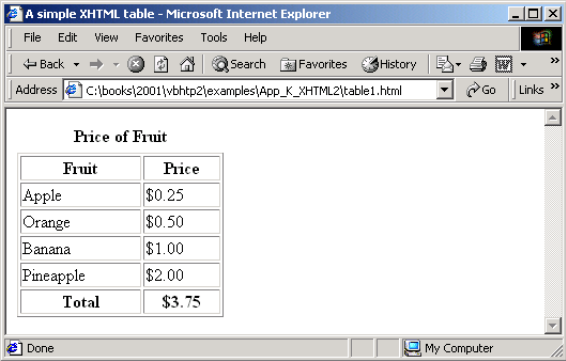 A simple XHTML table - Microsoft Internet Explorer
File Edit View Favorites Tools Help
Back Search Favorites History »
Address C:\books\2001\vbhtp2\examples\App_K_XHTML2\table1.html Go Links »
Price of Fruit
Fruit Price
Apple $0.25
Orange $0.50
Banana $1.00
Pineapple $2.00
Total $3.75
Done My Computer